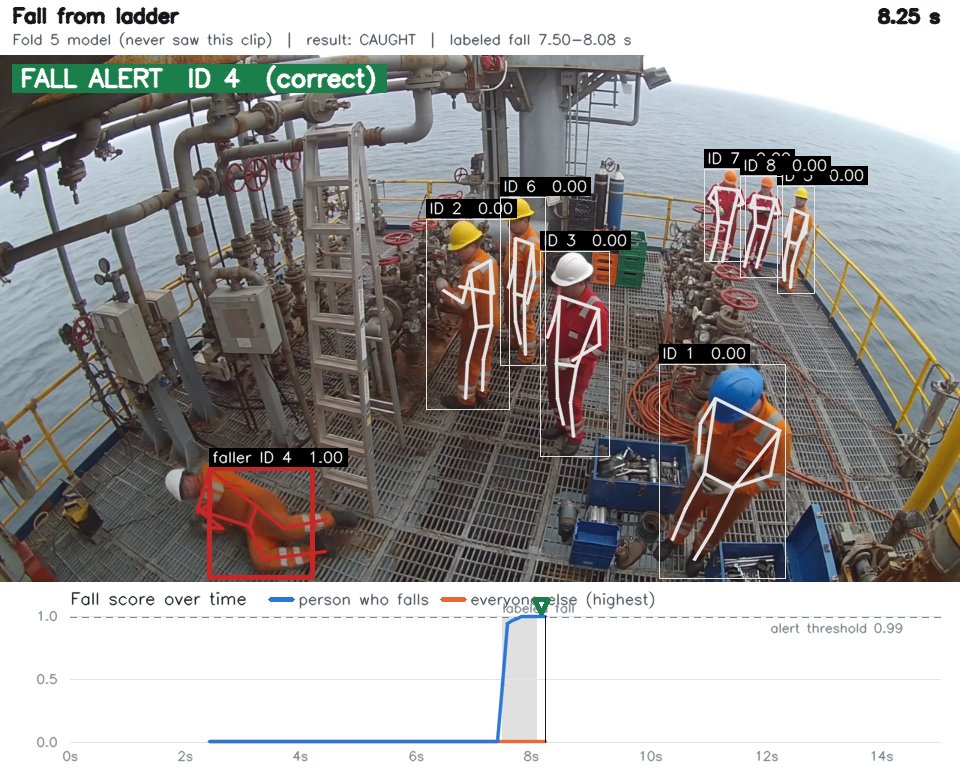 Fall from ladder
8.25 s
Fold 5 model (never saw this clip) | result: CAUGHT | labeled fall 7.50–8.08 s
FALL ALERT ID 4 (correct)
ID 7
ID 8 0.00
0.00
ID 6 0.00
ID 2 0.00
ID 3 0.00
ID 1 0.00
faller ID 4 1.00
Fall score over time
person who falls
everyone else (highest)
labeled fall
1.0
alert threshold 0.99
0.5
0.0
0s 2s 4s 6s 8s 10s 12s 14s